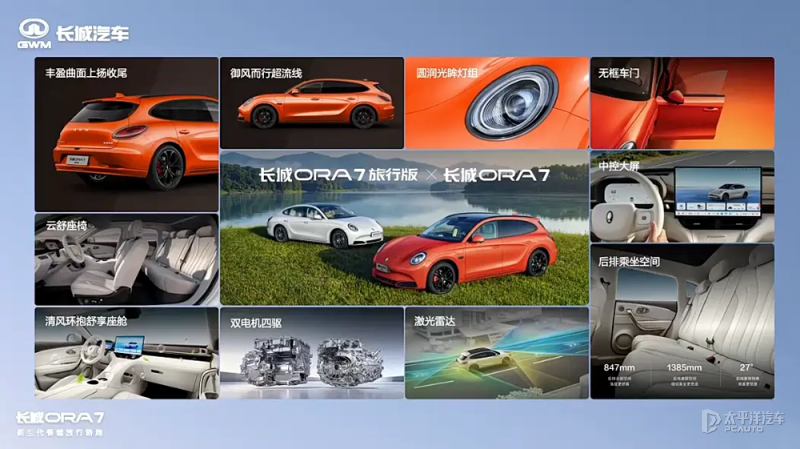 GWM 长城汽车
丰盈曲面上扬收尾
御风而行超流线
圆润光眸灯组
无框车门
长城ORA7旅行版 × 长城ORA7
中控大屏
云舒座椅
后排乘坐空间
清风环抱舒享座舱
双电机四驱
激光雷达
847mm
1385mm
27°
长城ORA7
太平洋汽车
PCAUTO